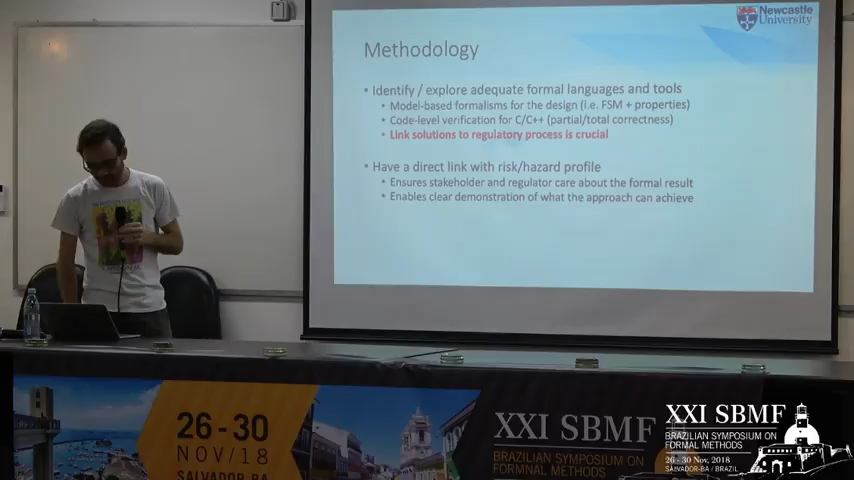 Newcastle
University
Methodology
• Identify / explore adequate formal languages and tools
• Model-based formalisms for the design (i.e. FSM + properties)
• Code-level verification for C/C++ (partial/total correctness)
• Link solutions to regulatory process is crucial
• Have a direct link with risk/hazard profile
• Ensures stakeholder and regulator care about the formal result
• Enables clear demonstration of what the approach can achieve
26-30
NOV/18
SALVADOR-BA
XXI SBMF
BRAZILIAN SYMPOSIUM ON
FORMNAL METHODS
XXI SBMF
BRAZILIAN SYMPOSIUM ON
FORMAL METHODS
26 - 30 Nov, 2018
SALVADOR-BA / BRAZIL